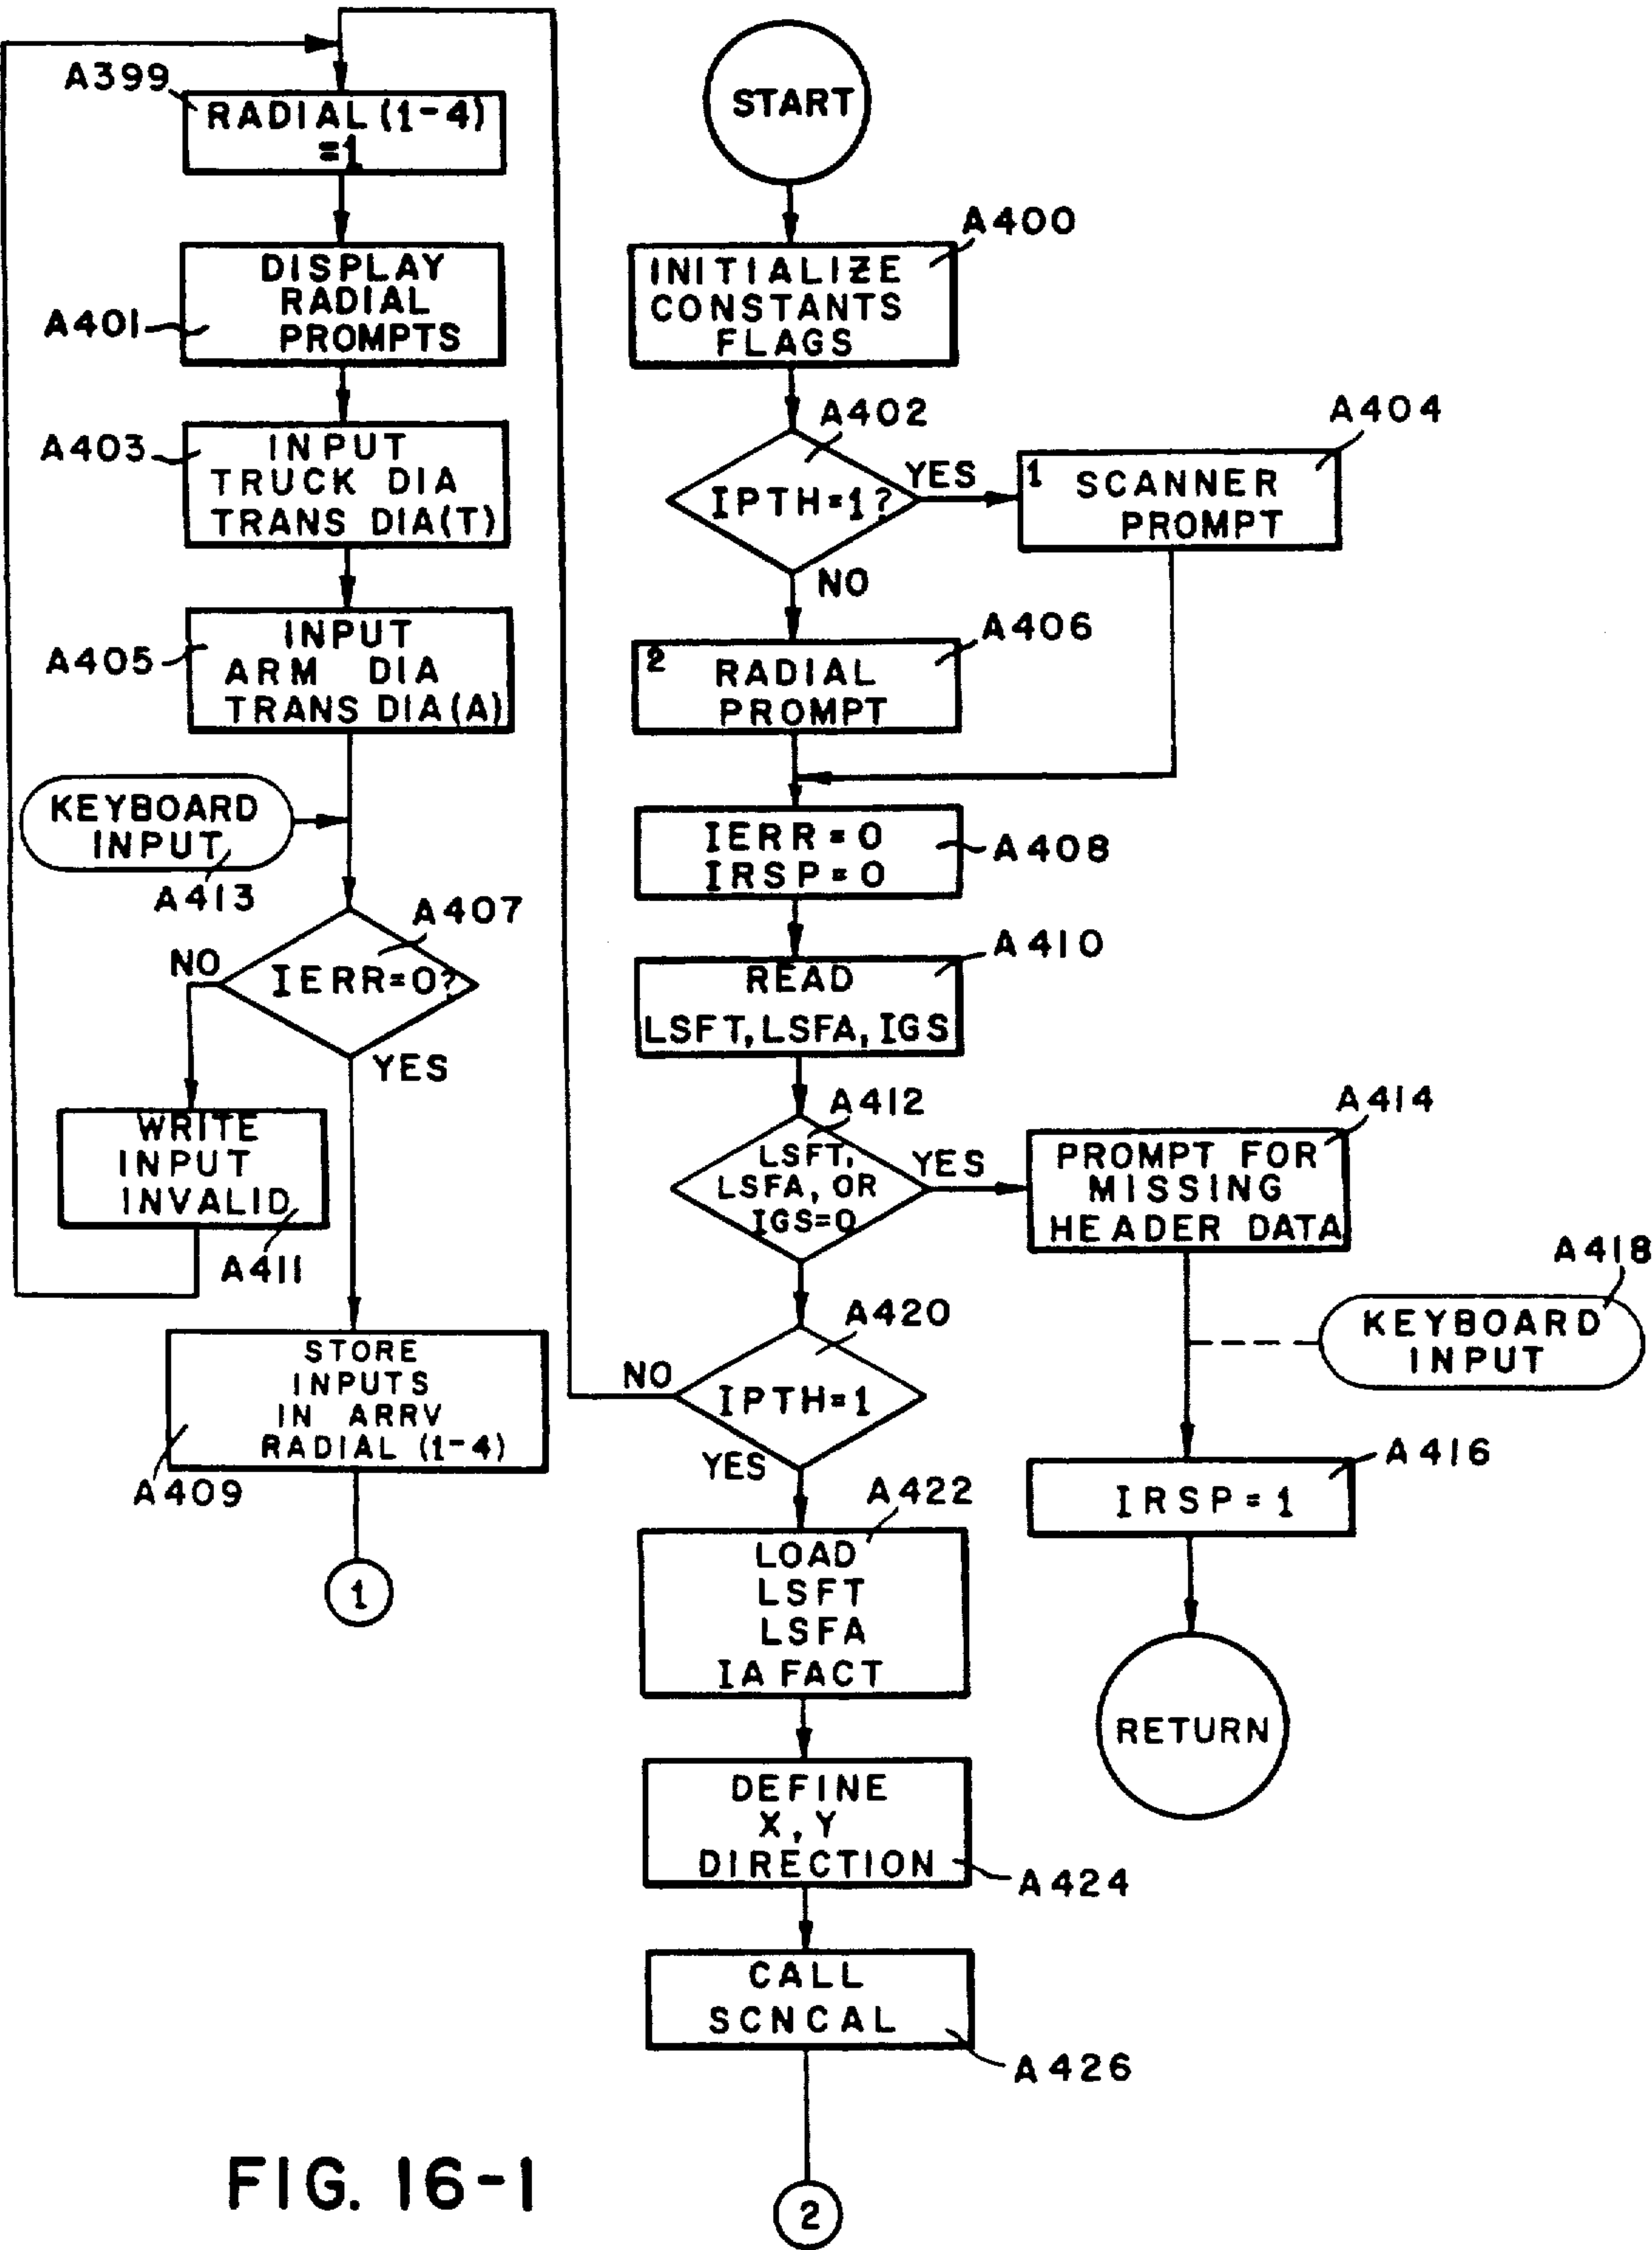 A399
RADIAL (1-4)
=1
DISPLAY
RADIAL
PROMPTS
A401
INPUT
TRUCK DIA
TRANS DIA(T)
A403
INPUT
ARM DIA
TRANS DIA(A)
A405
KEYBOARD
INPUT
A413
A407
IERR=0?
NO
YES
WRITE
INPUT
INVALID
A411
STORE
INPUTS
IN ARRV
RADIAL (1-4)
A409
1
START
A400
INITIALIZE
CONSTANTS
FLAGS
A402
IPTH=1?
YES
NO
A404
1
SCANNER
PROMPT
A406
2
RADIAL
PROMPT
IERR=0
IRSP=0
A408
A410
READ
LSFT, LSFA, IGS
A412
LSFT,
LSFA, OR
IGS=0
YES
A414
PROMPT FOR
MISSING
HEADER DATA
A418
KEYBOARD
INPUT
A416
IRSP=1
RETURN
A420
IPTH=1
NO
YES
A422
LOAD
LSFT
LSFA
IA FACT
DEFINE
X, Y
DIRECTION
A424
CALL
SCNCAL
A426
2
FIG. 16-1